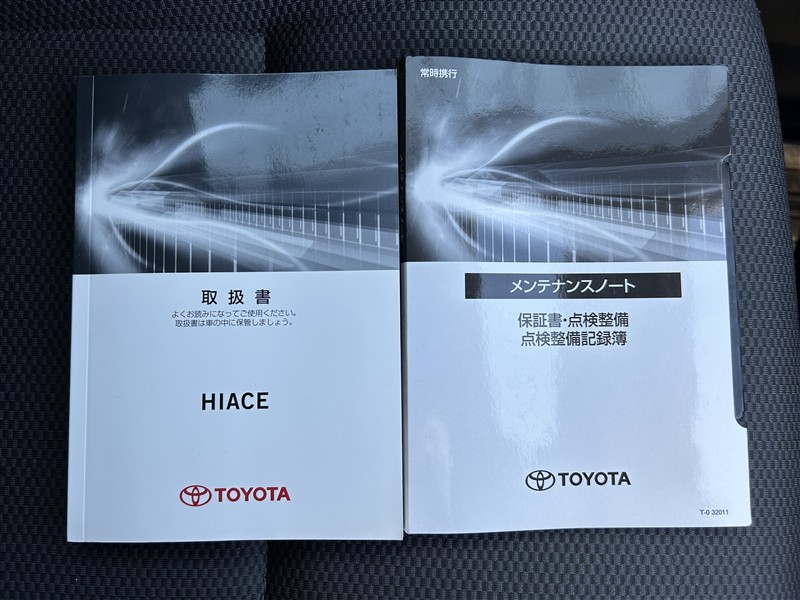 取扱書
よくお読みになってご使用ください。
取扱書は車の中に保管しましょう。
HIACE
TOYOTA
常時携行
メンテナンスノート
保証書・点検整備
点検整備記録簿
TOYOTA
T-0 32011